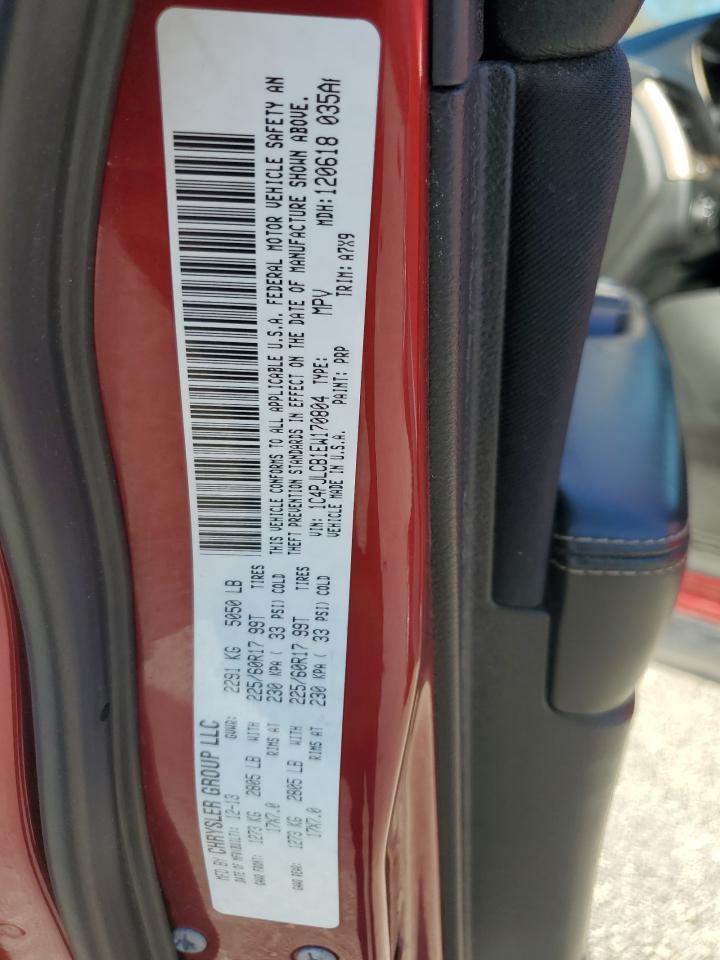 MFD BY CHRYSLER GROUP LLC
DATE OF MFR(BUILT): 12-13 GVWR: 2291 KG 5050 LB
GAWR FRONT: 1273 KG 2805 LB WITH 225/60R17 99T TIRES
17X7.0 RIMS AT 230 KPA ( 33 PSI) COLD
GAWR REAR: 1273 KG 2805 LB WITH 225/60R17 99T TIRES
17X7.0 RIMS AT 230 KPA ( 33 PSI) COLD
THIS VEHICLE CONFORMS TO ALL APPLICABLE U.S.A. FEDERAL MOTOR VEHICLE SAFETY AN
THEFT PREVENTION STANDARDS IN EFFECT ON THE DATE OF MANUFACTURE SHOWN ABOVE.
VIN: 1C4PJLCB1EW170804 TYPE: MPV MDH:120618 035A
VEHICLE MADE IN U.S.A. PAINT: PRP TRIM: A7X9